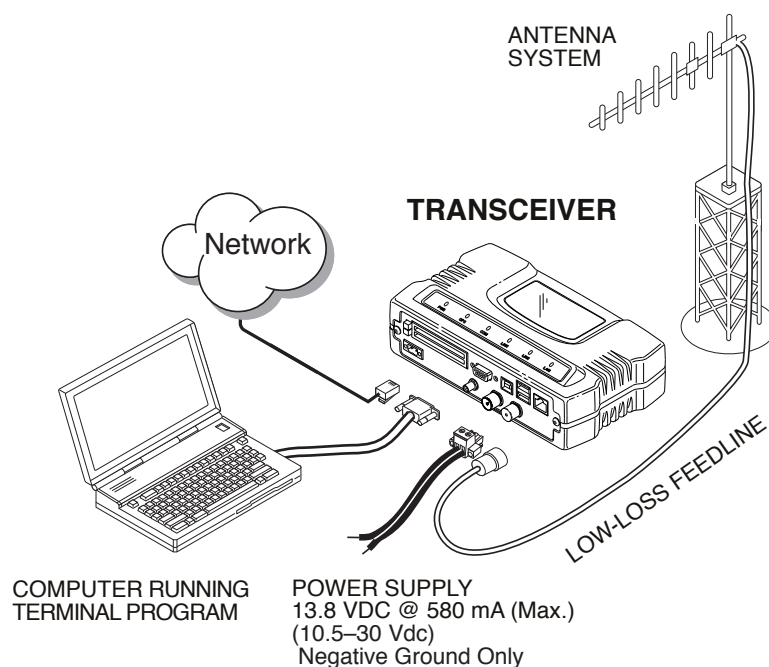 ANTENNA
SYSTEM
TRANSCEIVER
Network
LOW-LOSS FEEDLINE
COMPUTER RUNNING
TERMINAL PROGRAM
POWER SUPPLY
13.8 VDC @ 580 mA (Max.)
(10.5–30 Vdc)
Negative Ground Only